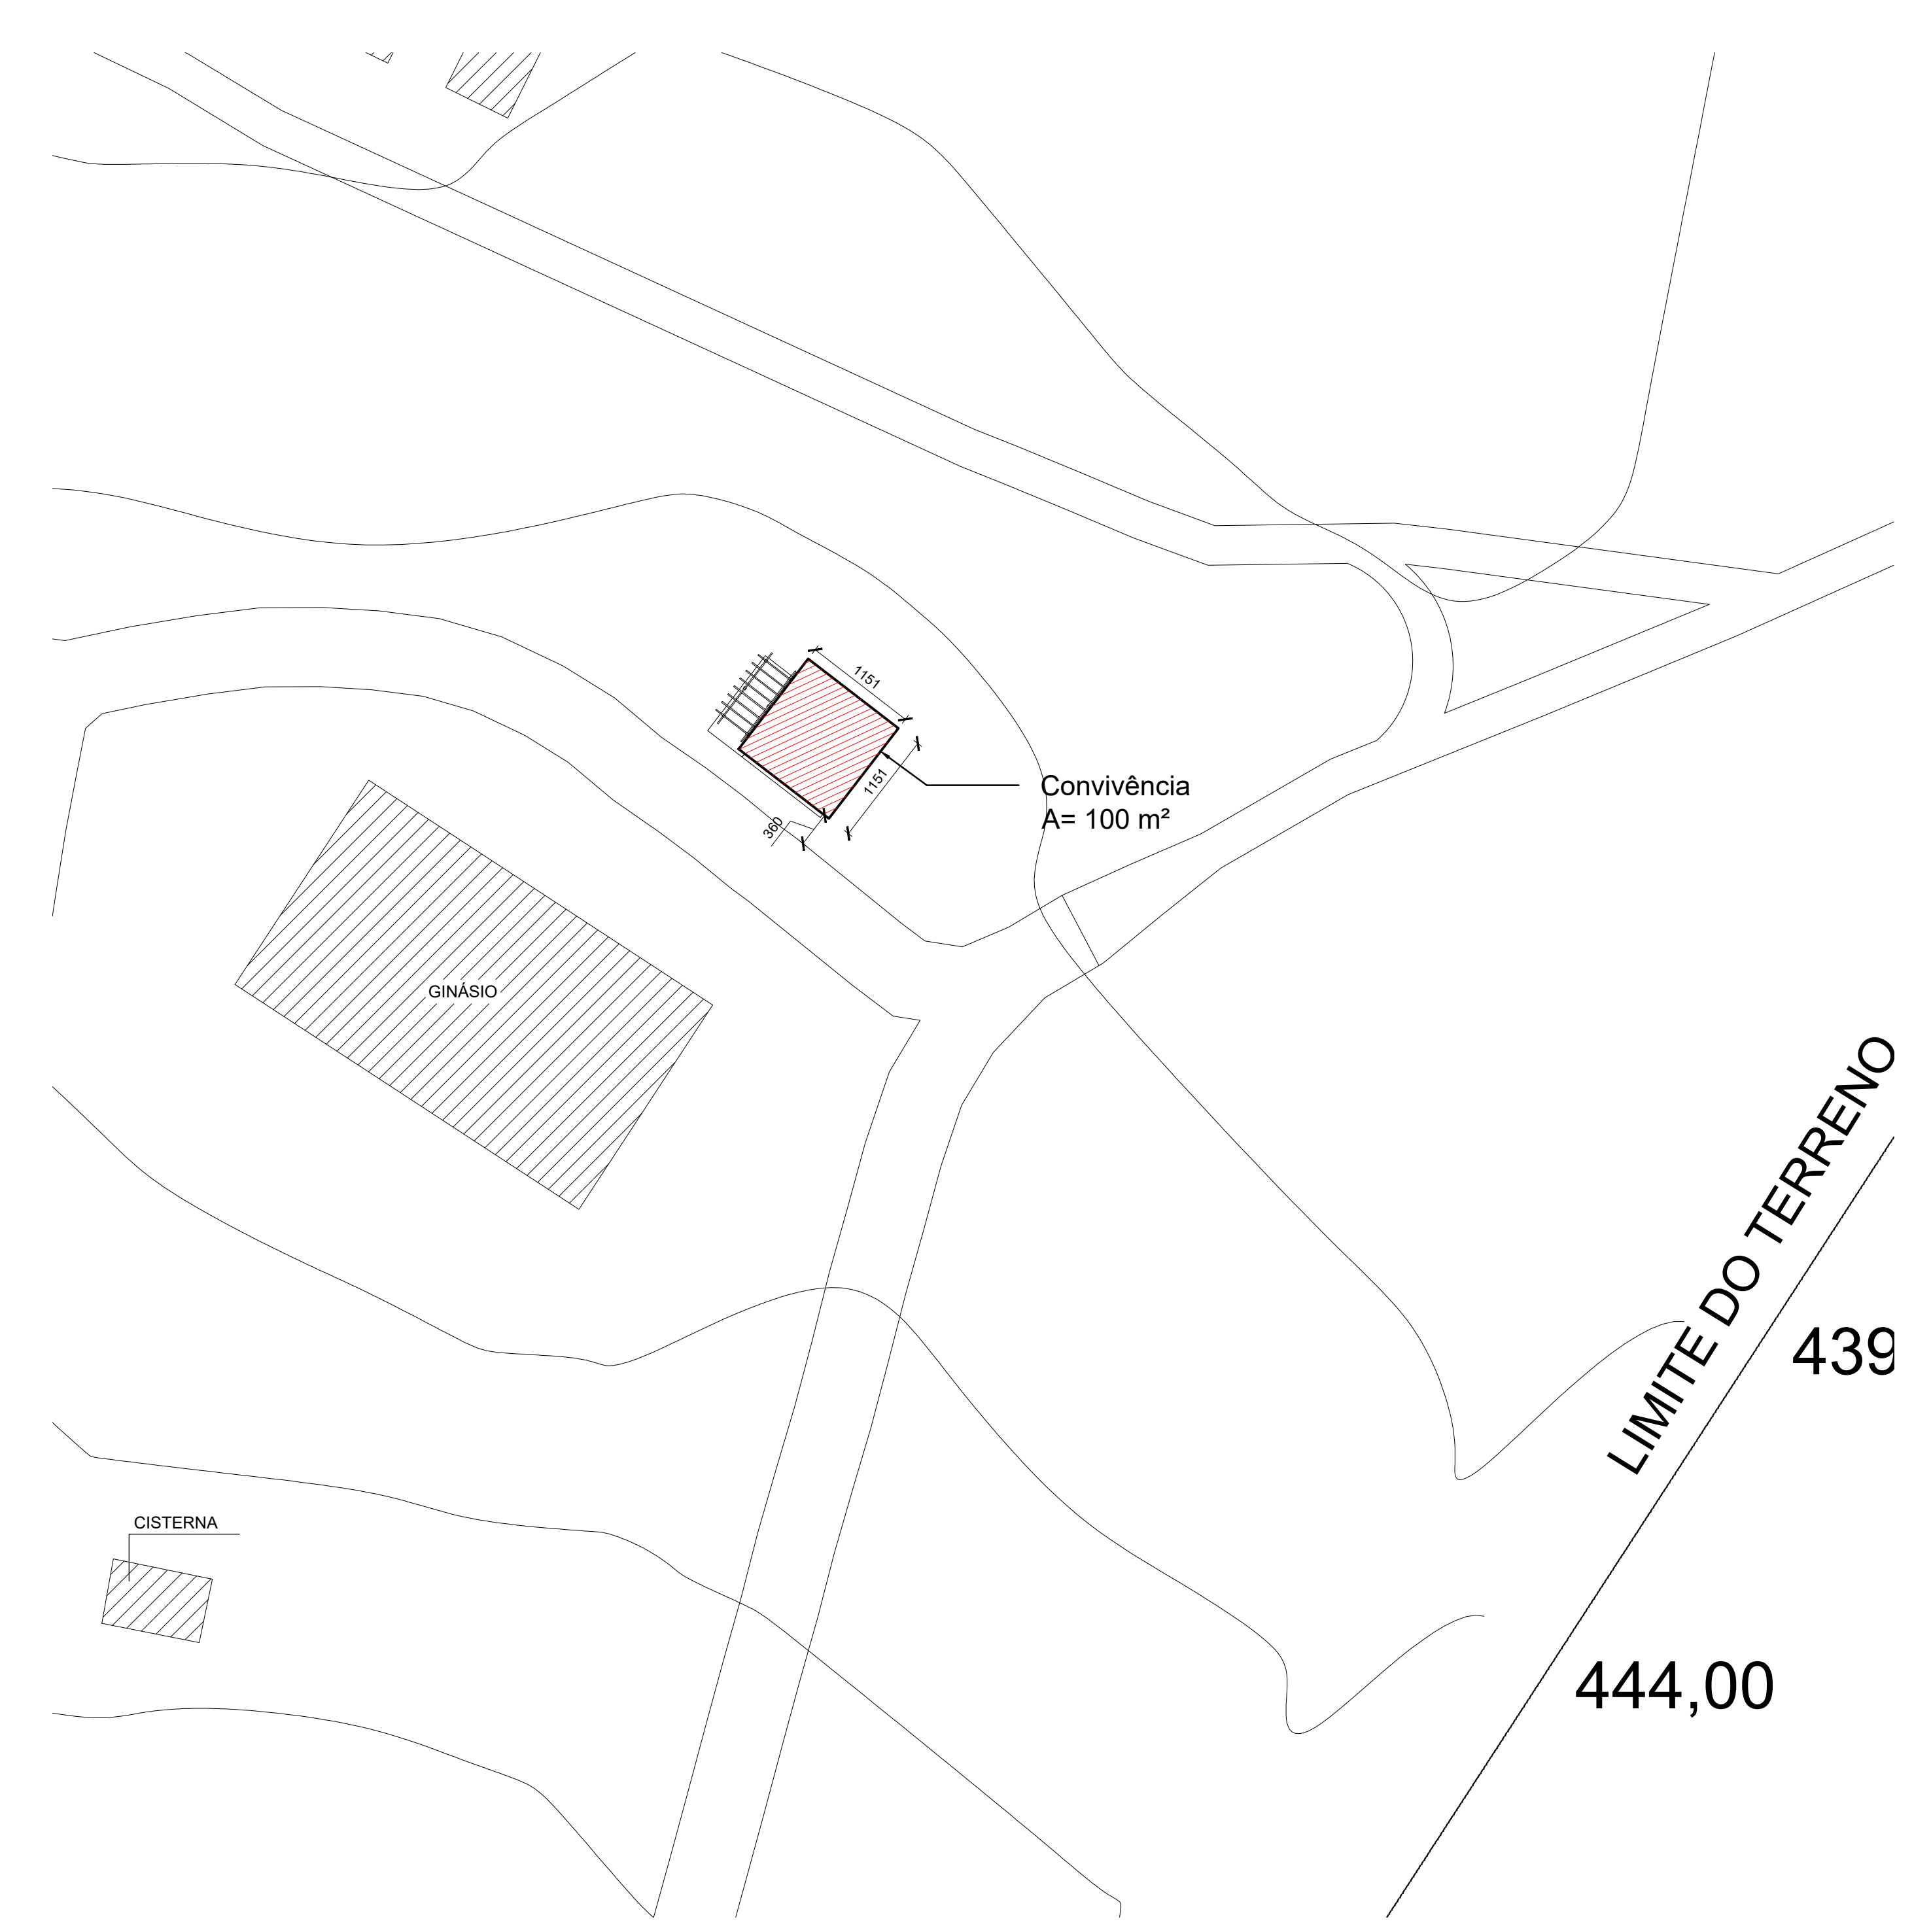 1151
1151
Convivência
A= 100 m²
360
GINÁSIO
LIMITE DO TERRENO
439
CISTERNA
444,00